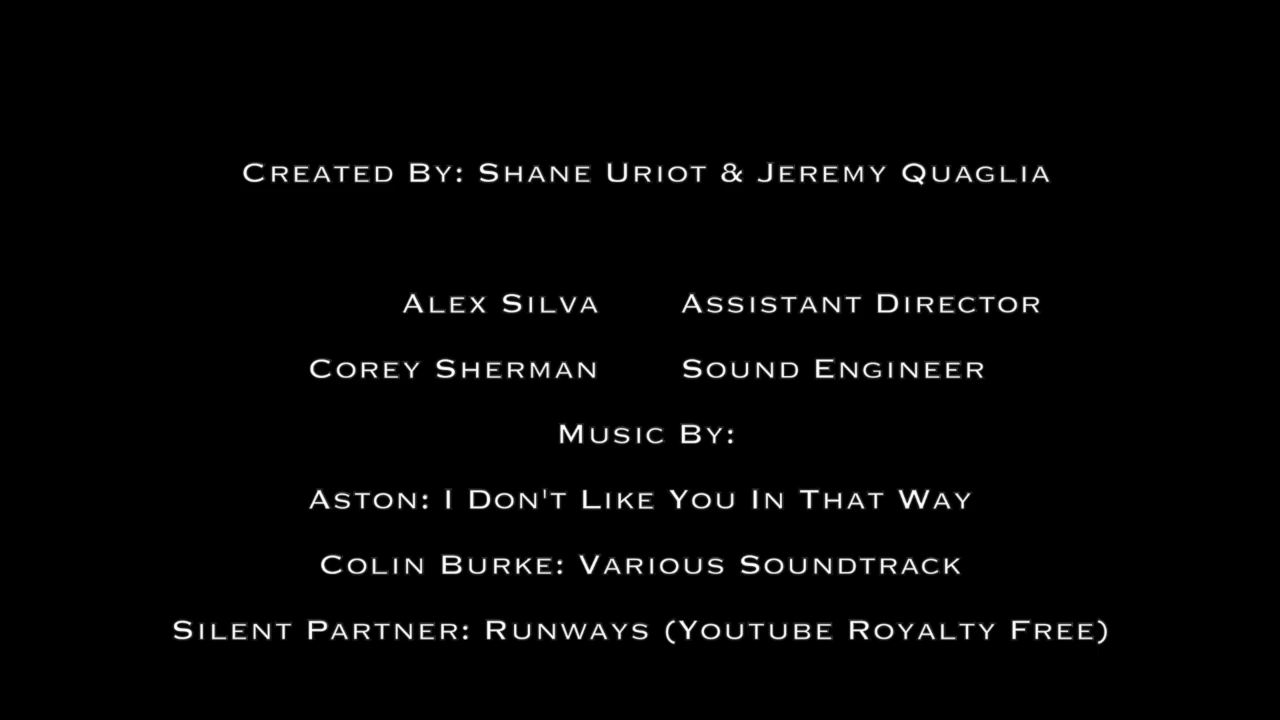 Created By: Shane Uriot & Jeremy Quaglia
Alex Silva Assistant Director
Corey Sherman Sound Engineer
Music By:
Aston: I Don't Like You In That Way
Colin Burke: Various Soundtrack
Silent Partner: Runways (Youtube Royalty Free)